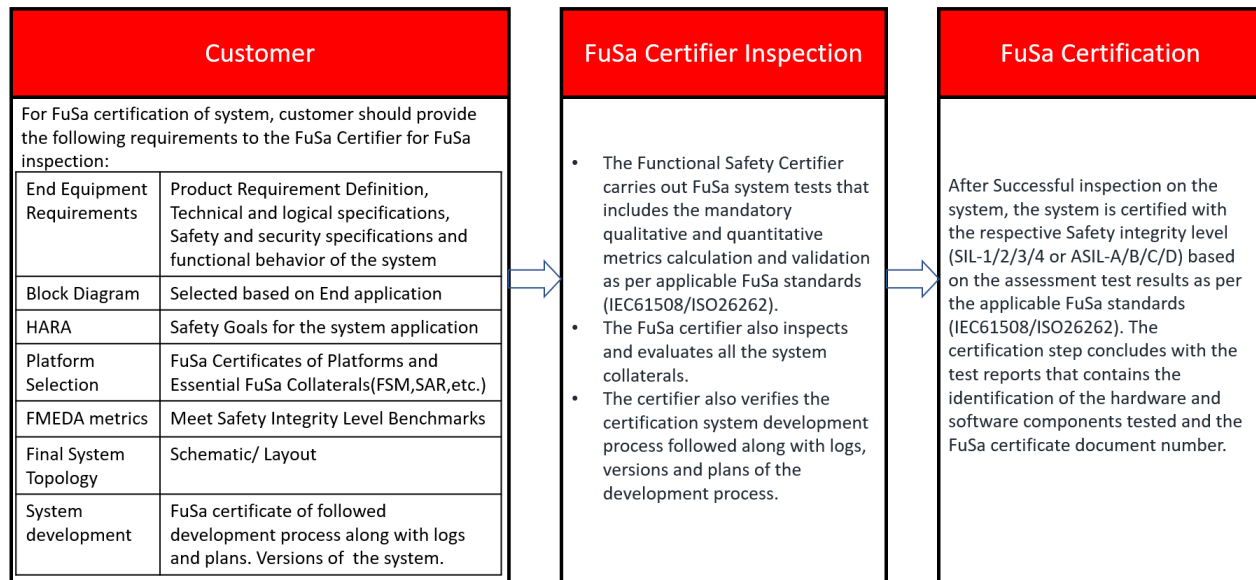 Customer
For FuSa certification of system, customer should provide
the following requirements to the FuSa Certifier for FuSa
inspection:
End Equipment
Requirements
Product Requirement Definition,
Technical and logical specifications,
Safety and security specifications and
functional behavior of the system
Block Diagram
Selected based on End application
HARA
Safety Goals for the system application
Platform
Selection
FuSa Certificates of Platforms and
Essential FuSa Collaterals(FSM,SAR,etc.)
FMEDA metrics
Meet Safety Integrity Level Benchmarks
Final System
Topology
Schematic/ Layout
System
development
FuSa certificate of followed
development process along with logs
and plans. Versions of  the system.
FuSa Certifier Inspection
• The Functional Safety Certifier
carries out FuSa system tests that
includes the mandatory
qualitative and quantitative
metrics calculation and validation
as per applicable FuSa standards
(IEC61508/ISO26262).
• The FuSa certifier also inspects
and evaluates all the system
collaterals.
• The certifier also verifies the
certification system development
process followed along with logs,
versions and plans of the
development process.
FuSa Certification
After Successful inspection on the
system, the system is certified with
the respective Safety integrity level
(SIL-1/2/3/4 or ASIL-A/B/C/D) based
on the assessment test results as per
the applicable FuSa standards
(IEC61508/ISO26262). The
certification step concludes with the
test reports that contains the
identification of the hardware and
software components tested and the
FuSa certificate document number.